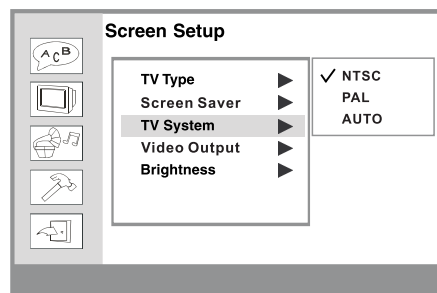 Screen Setup
A C B
TV Type
Screen Saver
TV System
Video Output
Brightness
NTSC
PAL
AUTO